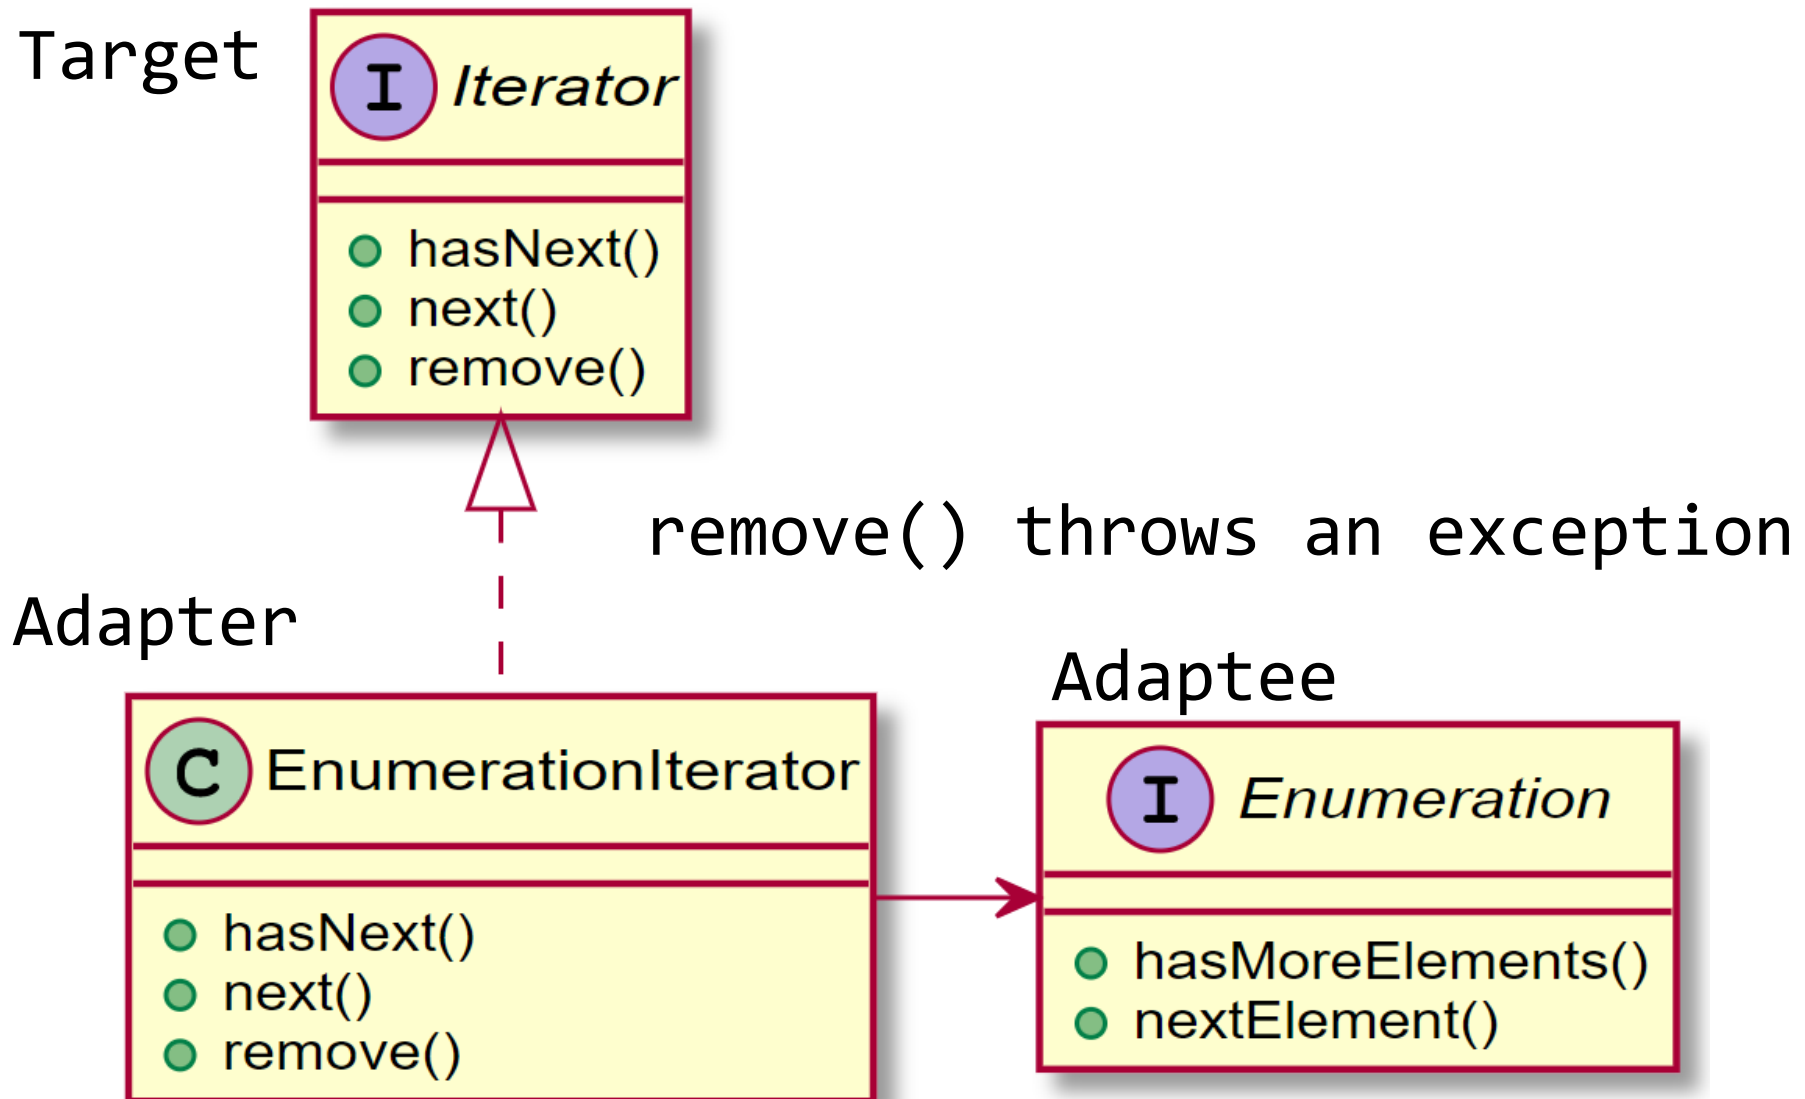 Target
I Iterator
hasNext()
next()
remove()
remove() throws an exception
Adapter
Adaptee
C EnumerationIterator
hasNext()
next()
remove()
I Enumeration
hasMoreElements()
nextElement()